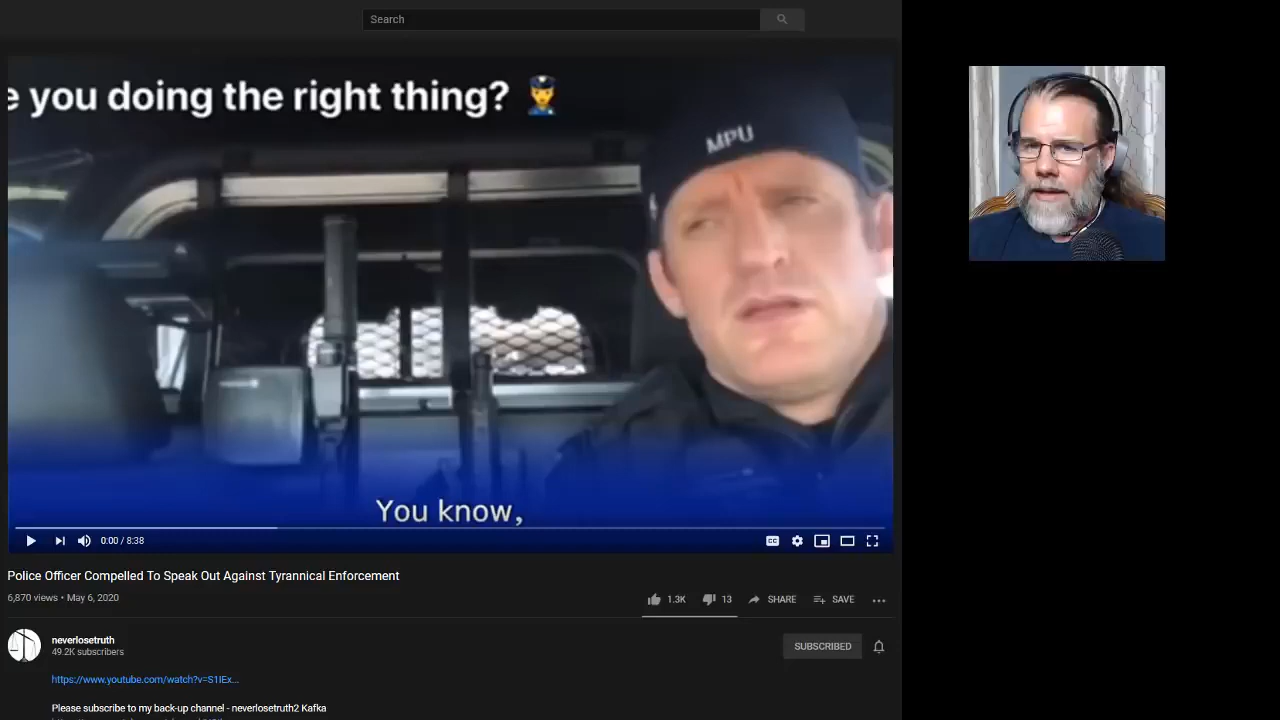 Search
e you doing the right thing?
MPU
You know,
0:00 / 8:38
CC
Police Officer Compelled To Speak Out Against Tyrannical Enforcement
6,870 views • May 6, 2020
1.3K
13
SHARE
SAVE
neverlosetruth
49.2K subscribers
SUBSCRIBED
https://www.youtube.com/watch?v=S1IEx...
Please subscribe to my back-up channel - neverlosetruth2 Kafka